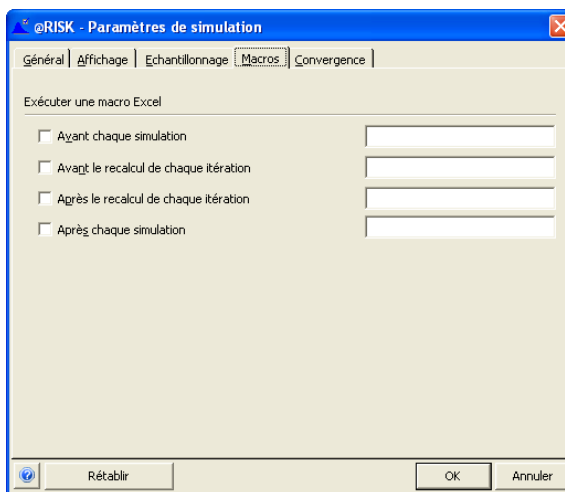 @RISK - Paramètres de simulation
Général Affichage Echantillonnage Macros Convergence
Exécuter une macro Excel
Avant chaque simulation
Avant le recalcul de chaque itération
Après le recalcul de chaque itération
Après chaque simulation
? Rétablir OK Annuler